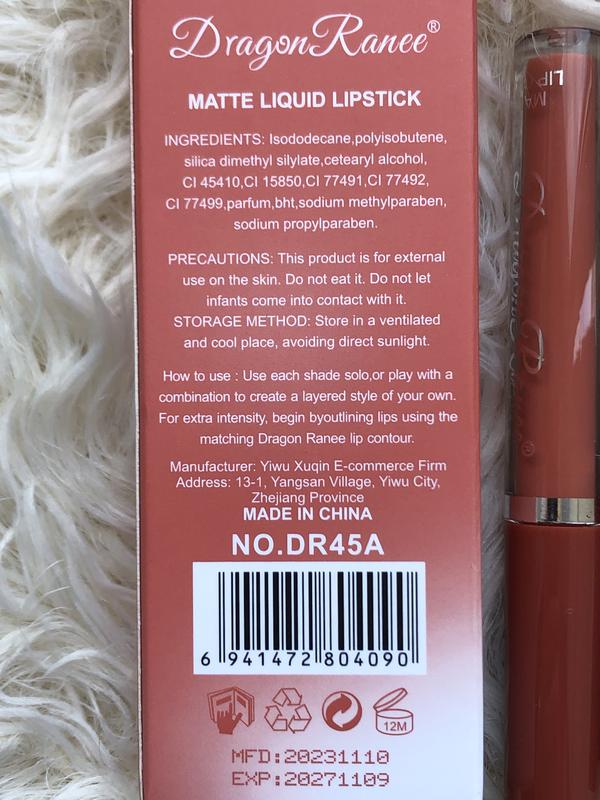 Dragon Ranee®
MATTE LIQUID LIPSTICK
INGREDIENTS: Isododecane,polyisobutene,
silica dimethyl silylate,cetearyl alcohol,
CI 45410,CI 15850,CI 77491,CI 77492,
CI 77499,parfum,bht,sodium methylparaben,
sodium propylparaben.
PRECAUTIONS: This product is for external
use on the skin. Do not eat it. Do not let
infants come into contact with it.
STORAGE METHOD: Store in a ventilated
and cool place, avoiding direct sunlight.
How to use : Use each shade solo,or play with a
combination to create a layered style of your own.
For extra intensity, begin byoutlining lips using the
matching Dragon Ranee lip contour.
Manufacturer: Yiwu Xuqin E-commerce Firm
Address: 13-1, Yangsan Village, Yiwu City,
Zhejiang Province
MADE IN CHINA
NO.DR45A
6 941472 804090
12M
MFD:20231110
EXP:20271109